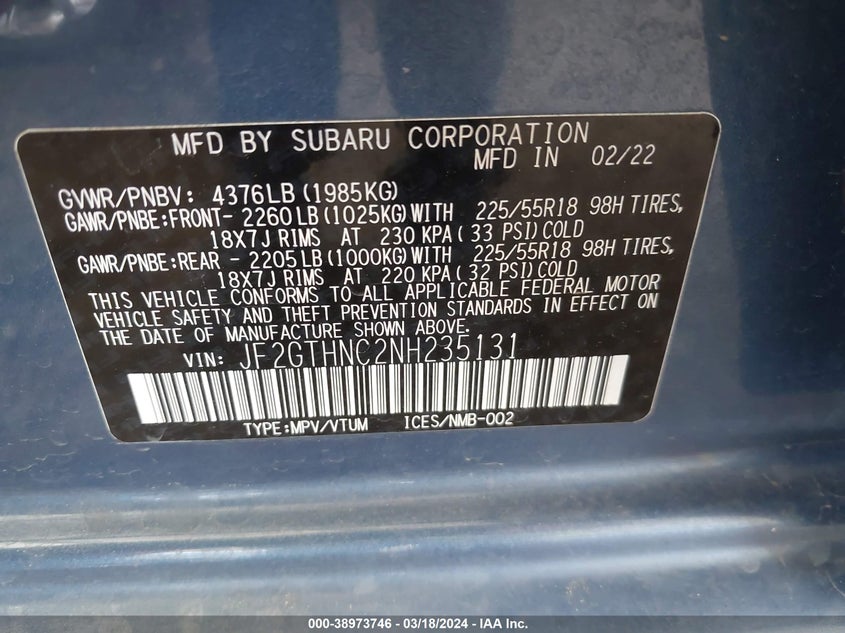 MFD BY SUBARU CORPORATION
MFD IN 02/22
GVWR/PNBV: 4376LB (1985KG)
GAWR/PNBE:FRONT- 2260LB (1025KG) WITH 225/55R18 98H TIRES,
18X7J RIMS AT 230 KPA ( 33 PSI) COLD
GAWR/PNBE:REAR - 2205LB (1000KG) WITH 225/55R18 98H TIRES,
18X7J RIMS AT 220 KPA ( 32 PSI) COLD
THIS VEHICLE CONFORMS TO ALL APPLICABLE FEDERAL MOTOR
VEHICLE SAFETY AND THEFT PREVENTION STANDARDS IN EFFECT ON
THE DATE OF MANUFACTURE SHOWN ABOVE.
VIN: JF2GTHNC2NH235131
TYPE:MPV/VTUM ICES/NMB-002
000-38973746 - 03/18/2024 - IAA Inc.